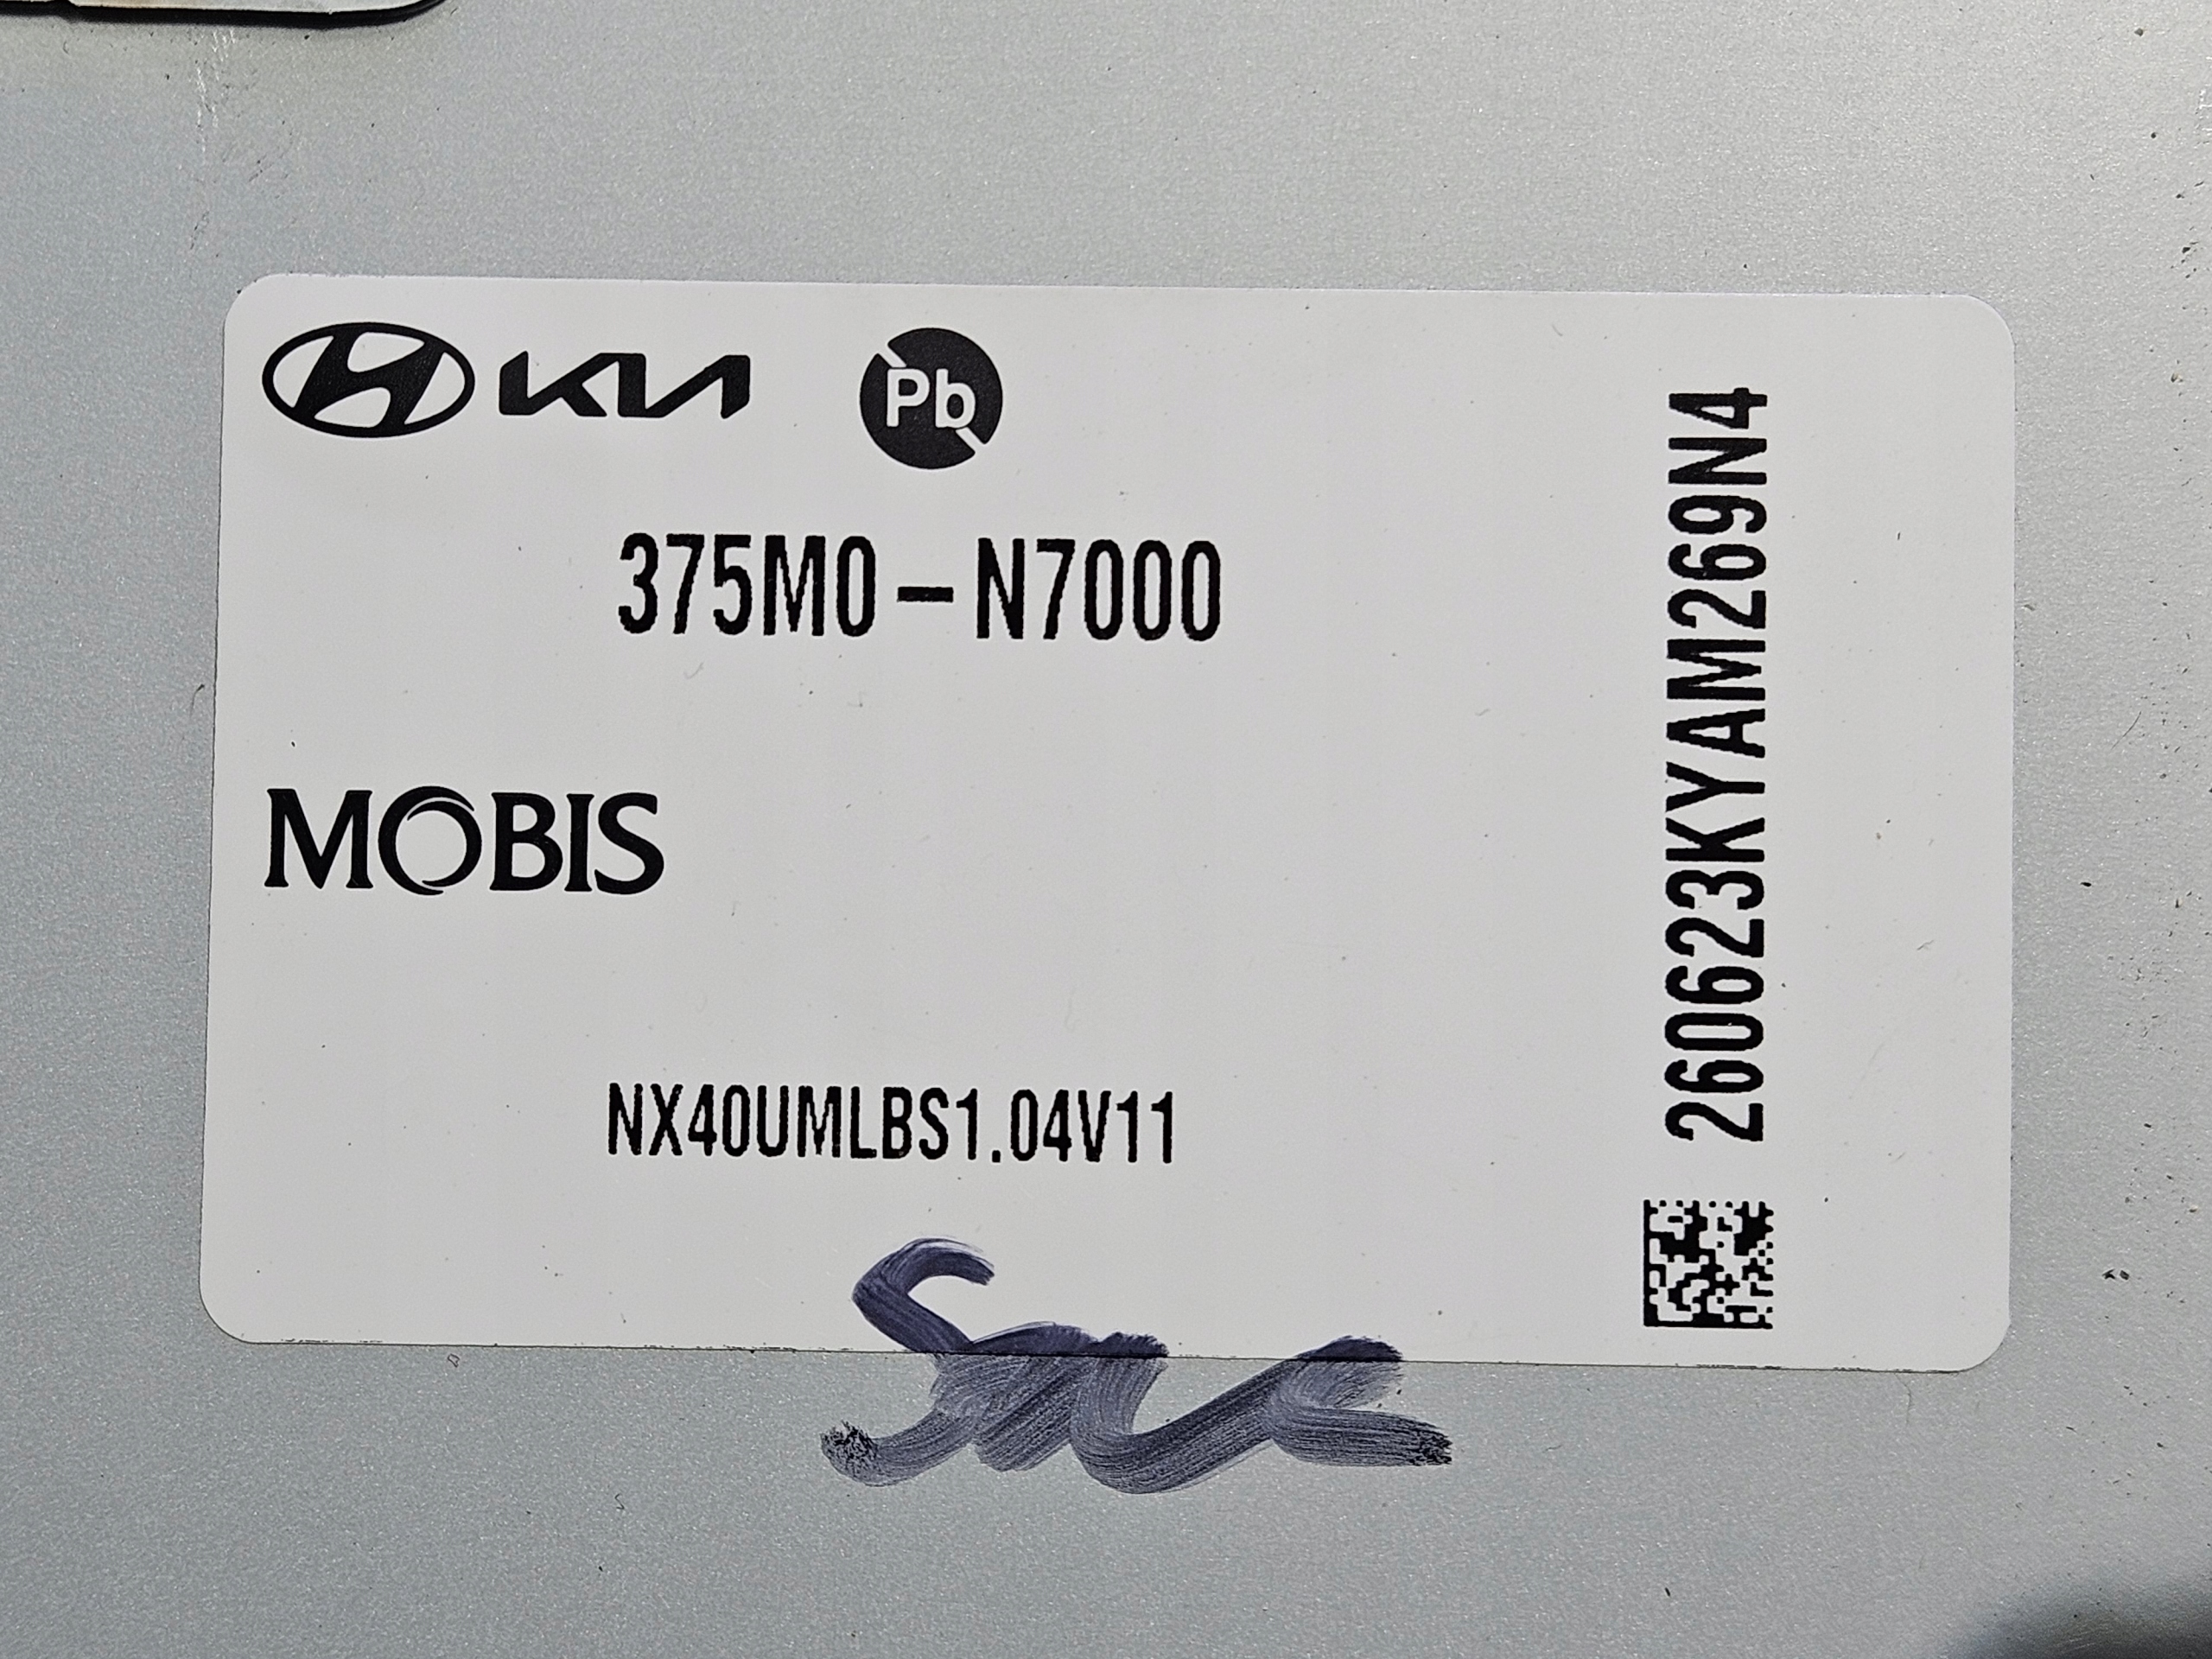 KIA
Pb
375M0-N7000
MOBIS
NX40UMLBS1.04V11
260623KYAM269N4